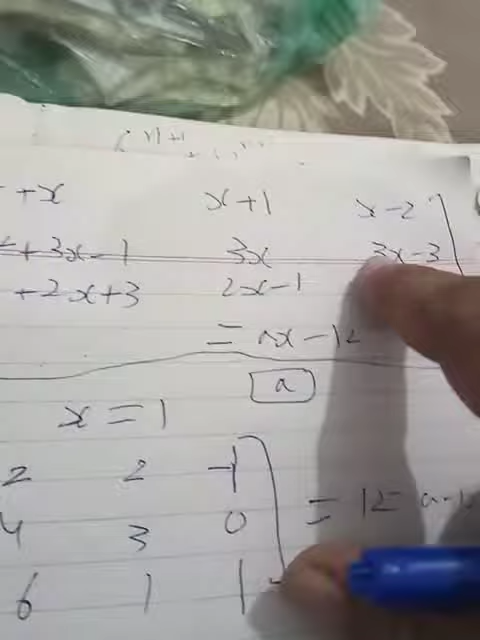 +x x+1 x-2
+3x-1 3x 3x-3
+2x+3 2x-1
= ax-12
a
x=1
2 2 -1
4 3 0
6 1 1
= 12 = a-1